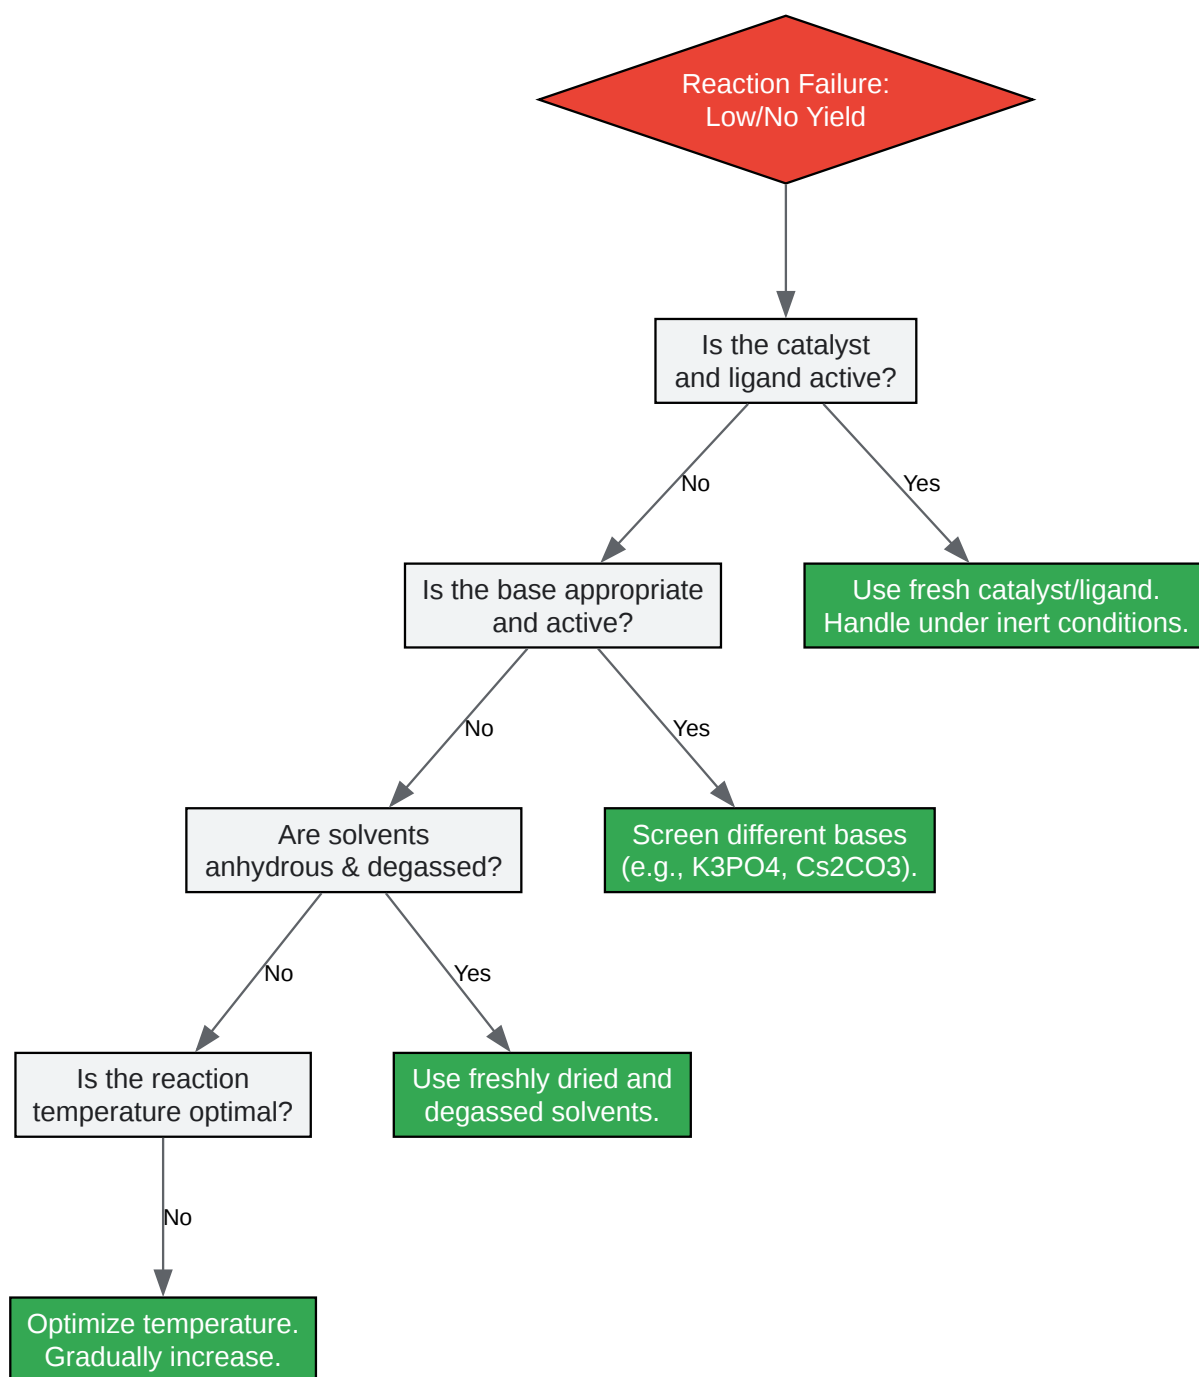 Reaction Failure:
Low/No Yield
Is the catalyst
and ligand active?
No
Yes
Is the base appropriate
and active?
Use fresh catalyst/ligand.
Handle under inert conditions.
No
Yes
Are solvents
anhydrous & degassed?
Screen different bases
(e.g., K3PO4, Cs2CO3).
No
Yes
Is the reaction
temperature optimal?
Use freshly dried and
degassed solvents.
No
Optimize temperature.
Gradually increase.